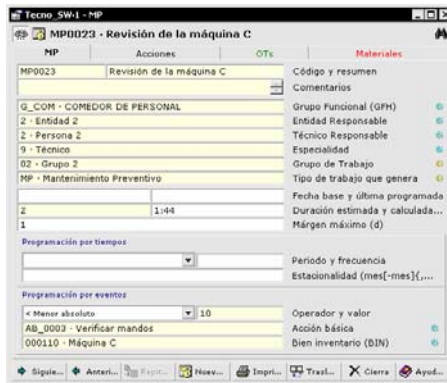 Tecno_SW-1 - MP
MP0023 - Revisión de la máquina C
MP Acciones OTs Materiales
MP0023 Revisión de la máquina C Código y resumen
Comentarios
G_COM - COMEDOR DE PERSONAL Grupo Funcional (GFH)
2 - Entidad 2 Entidad Responsable
2 - Persona 2 Técnico Responsable
9 - Técnico Especialidad
02 - Grupo 2 Grupo de Trabajo
MP - Mantenimiento Preventivo Tipo de trabajo que genera
Fecha base y última programada
2 1:44 Duración estimada y calculada...
1 Márgen máximo (d)
Programación por tiempos
Periodo y frecuencia
Estacionalidad (mes[-mes]{,...
Programación por eventos
< Menor absoluto 10 Operador y valor
AB_0003 - Verificar mandos Acción básica
000110 - Máquina C Bien inventario (BIN)
Siguie... Anteri... Repit... Nuev... Impri... Trasl... Cierra Ayud...